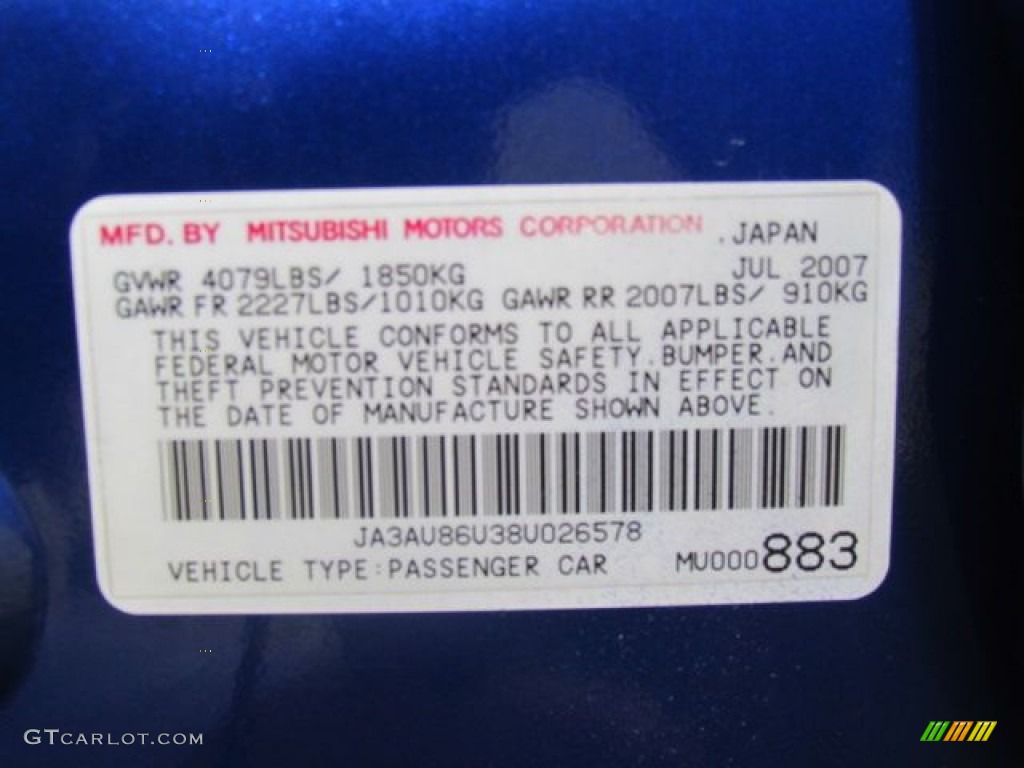 MFD. BY MITSUBISHI MOTORS CORPORATION .JAPAN
GVWR 4079LBS/ 1850KG JUL 2007
GAWR FR 2227LBS/1010KG GAWR RR 2007LBS/ 910KG
THIS VEHICLE CONFORMS TO ALL APPLICABLE
FEDERAL MOTOR VEHICLE SAFETY.BUMPER.AND
THEFT PREVENTION STANDARDS IN EFFECT ON
THE DATE OF MANUFACTURE SHOWN ABOVE.
JA3AU86U38U026578
VEHICLE TYPE:PASSENGER CAR MU000883
GTCARLOT.COM